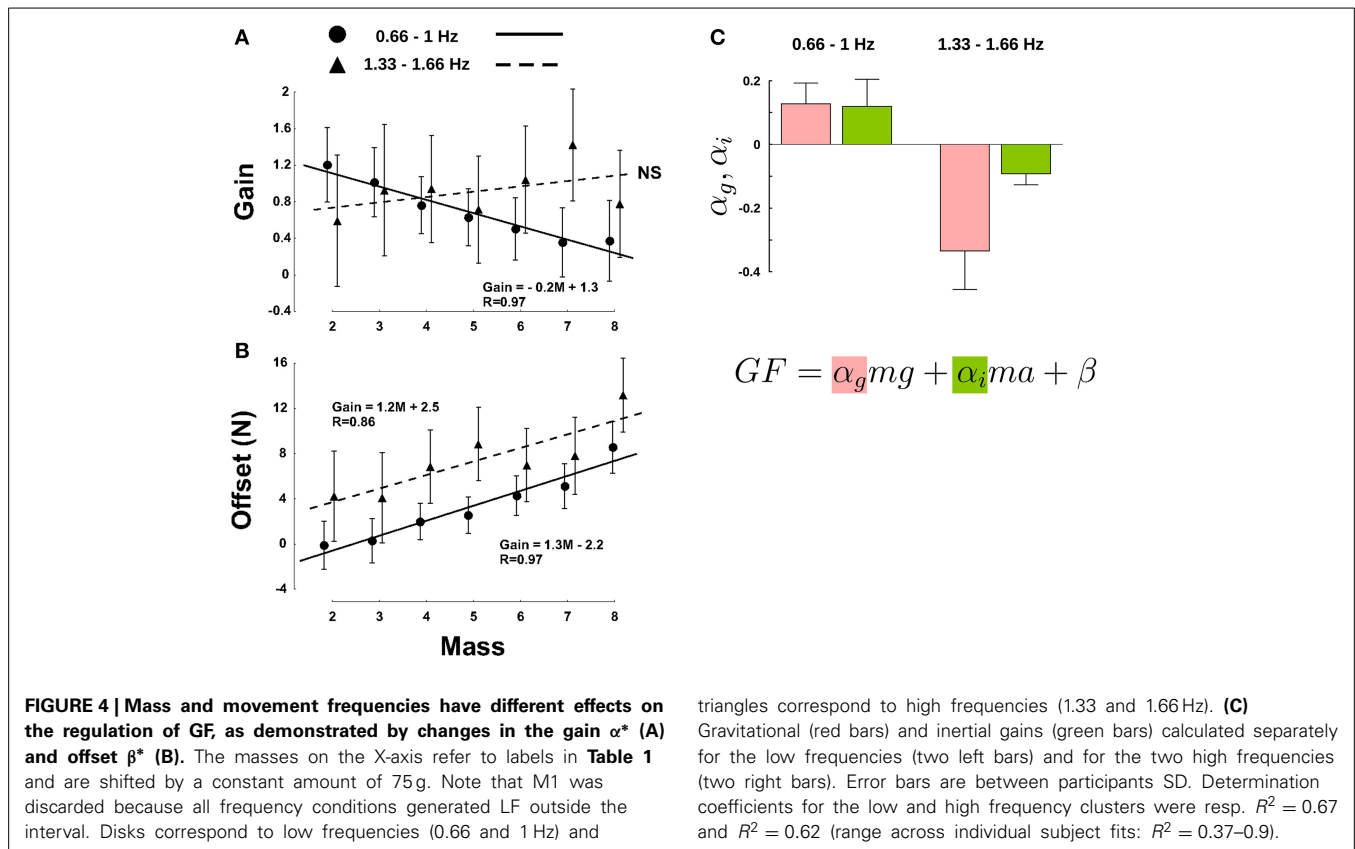 A
0.66 - 1 Hz
1.33 - 1.66 Hz
Gain
2
1.6
1.2
0.8
0.4
0
-0.4
NS
Gain = - 0.2M + 1.3
R=0.97
2 3 4 5 6 7 8
B
Offset (N)
16
12
8
4
0
-4
Gain = 1.2M + 2.5
R=0.86
Gain = 1.3M - 2.2
R=0.97
2 3 4 5 6 7 8
Mass
C
0.66 - 1 Hz 1.33 - 1.66 Hz
α_g, α_i
0.2
0
-0.2
-0.4
GF = α_g mg + α_i ma + β
FIGURE 4 | Mass and movement frequencies have different effects on
the regulation of GF, as demonstrated by changes in the gain α* (A)
and offset β* (B). The masses on the X-axis refer to labels in Table 1
and are shifted by a constant amount of 75 g. Note that M1 was
discarded because all frequency conditions generated LF outside the
interval. Disks correspond to low frequencies (0.66 and 1 Hz) and
triangles correspond to high frequencies (1.33 and 1.66 Hz). (C)
Gravitational (red bars) and inertial gains (green bars) calculated separately
for the low frequencies (two left bars) and for the two high frequencies
(two right bars). Error bars are between participants SD. Determination
coefficients for the low and high frequency clusters were resp. R² = 0.67
and R² = 0.62 (range across individual subject fits: R² = 0.37–0.9).